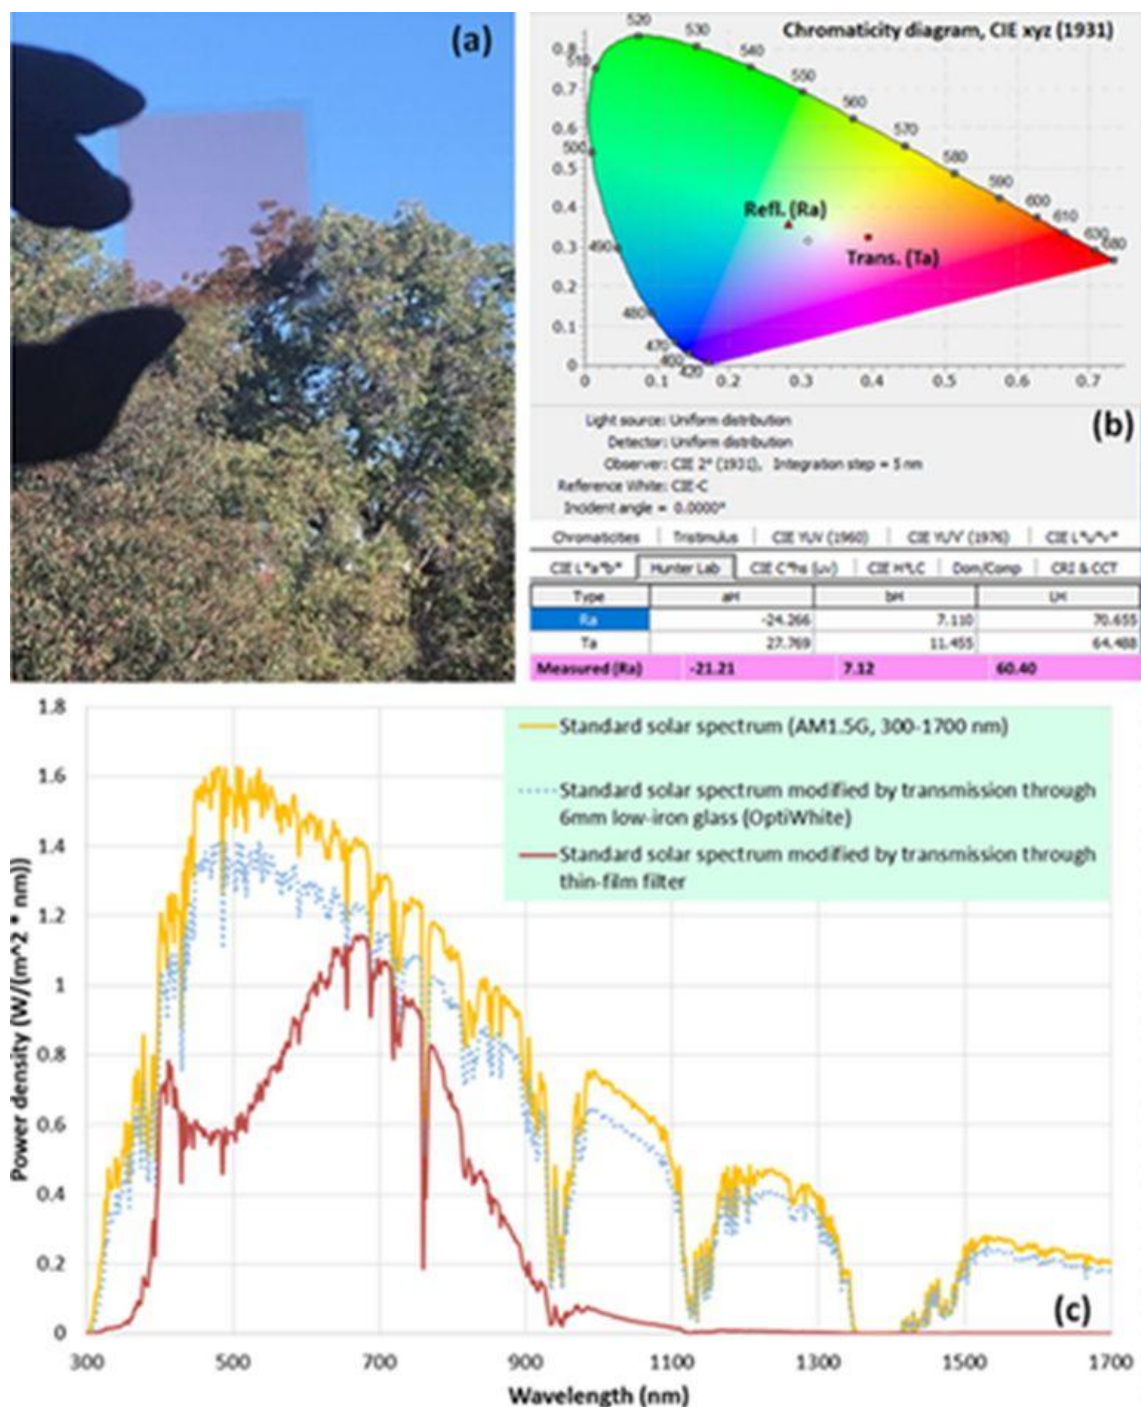 (a)
Chromaticity diagram, CIE xyz (1931)
520
530
540
550
560
570
580
590
600
610
630
680
510
500
490
480
470
460
420
0.8
0.7
0.6
0.5
0.4
0.3
0.2
0.1
0
Refl. (Ra)
Trans. (Ta)
0 0.1 0.2 0.3 0.4 0.5 0.6 0.7
Light source: Uniform distribution
(b)
Detector: Uniform distribution
Observer: CIE 2° (1931), Integration step = 5 nm
Reference White: CIE-C
Incident angle = 0.0000°
Chromaticities Tristimulus CIE YUV (1960) CIE YU'V' (1976) CIE L*u*v*
CIE L*a*b* Hunter Lab CIE C*hs (uv) CIE H*LC Dom/Comp CRI & CCT
Type aH bH LH
Ra -24.266 7.110 70.655
Ta 27.769 11.455 64.488
Measured (Ra) -21.21 7.12 60.40
Power density (W/(m^2 * nm))
1.8
1.6
1.4
1.2
1
0.8
0.6
0.4
0.2
0
Standard solar spectrum (AM1.5G, 300-1700 nm)
Standard solar spectrum modified by transmission through
6mm low-iron glass (OptiWhite)
Standard solar spectrum modified by transmission through
thin-film filter
(c)
300 500 700 900 1100 1300 1500 1700
Wavelength (nm)